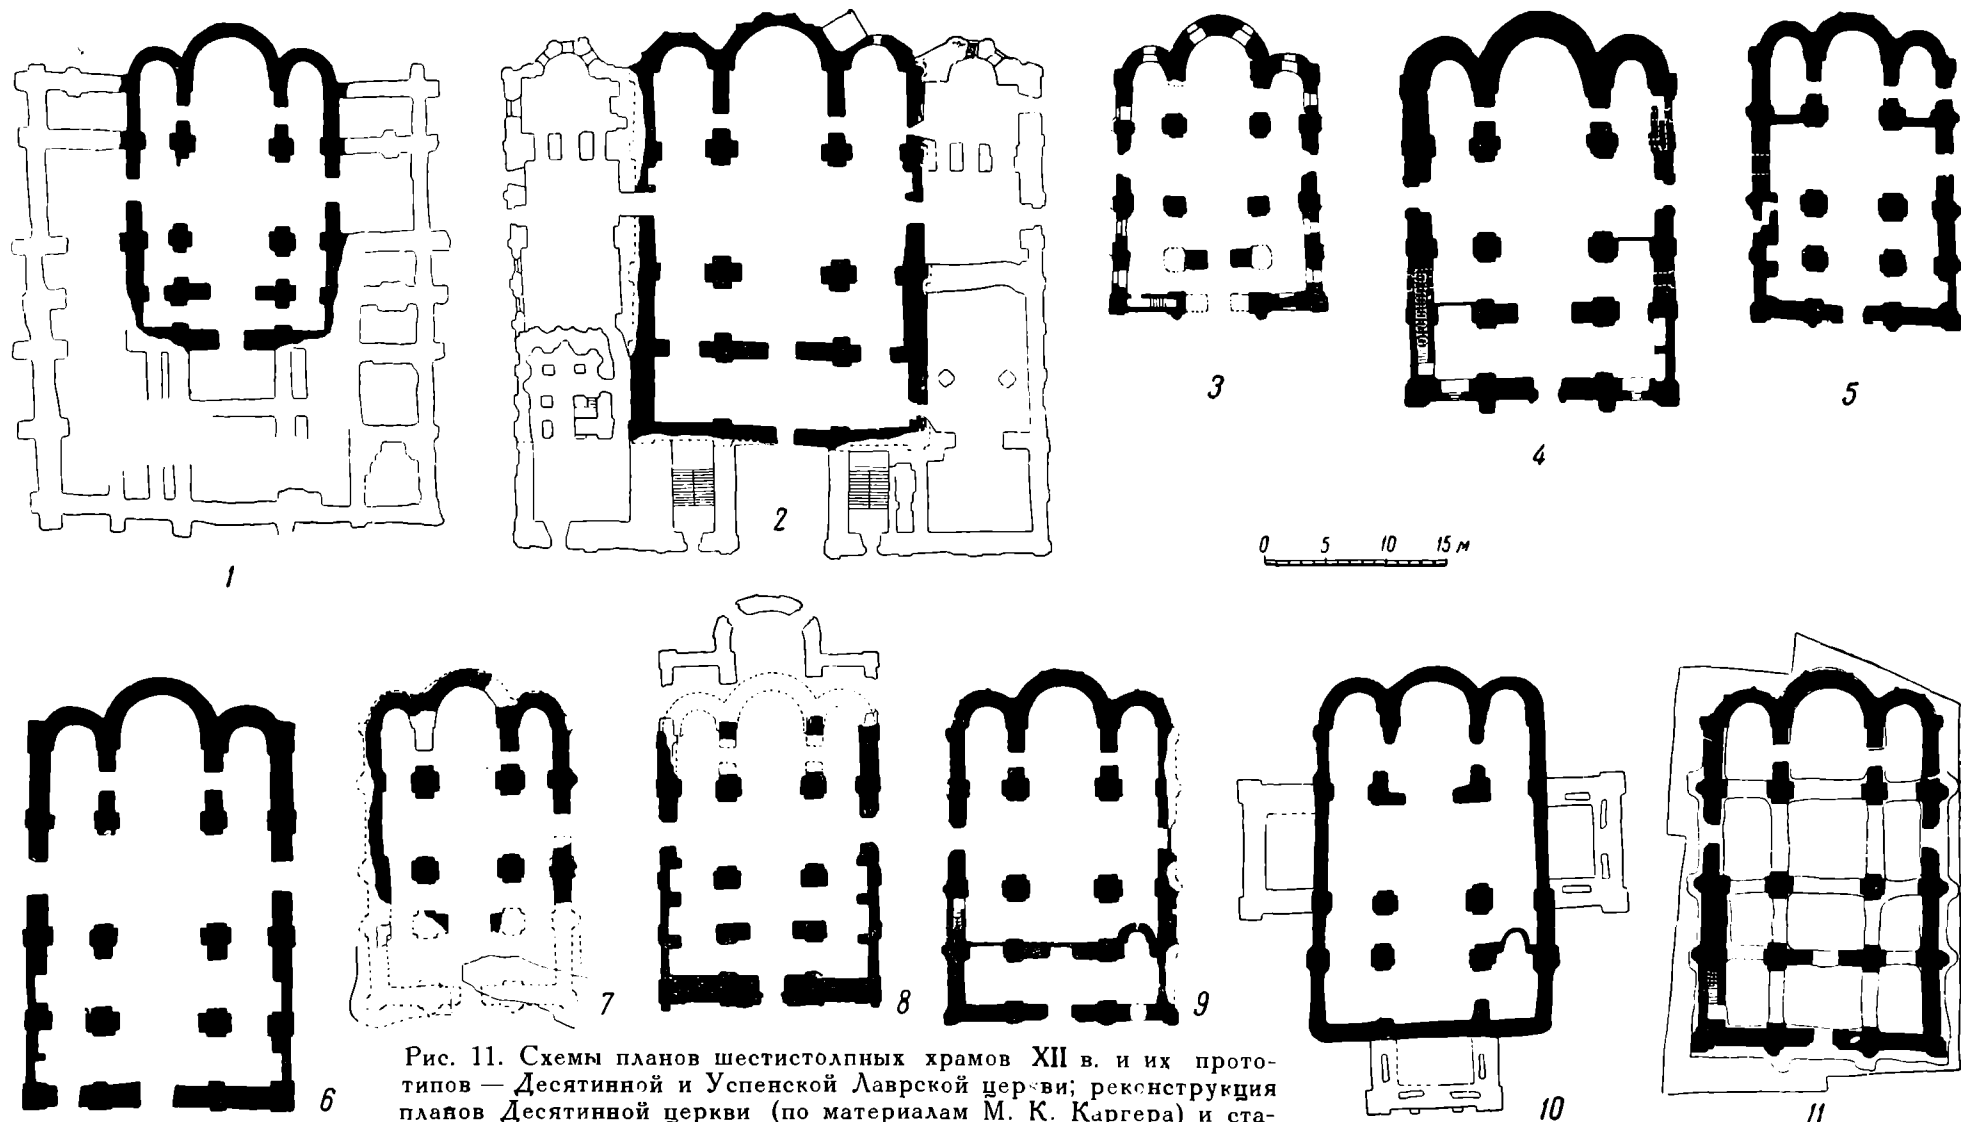 1
2
3
4
5
0 5 10 15 м
6
7
8
9
10
11
Рис. 11. Схемы планов шестистолпных храмов XII в. и их прото-
типов — Десятинной и Успенской Лаврской церкви; реконструкция
планов Десятинной церкви (по материалам М. К. Каргера) и ста-